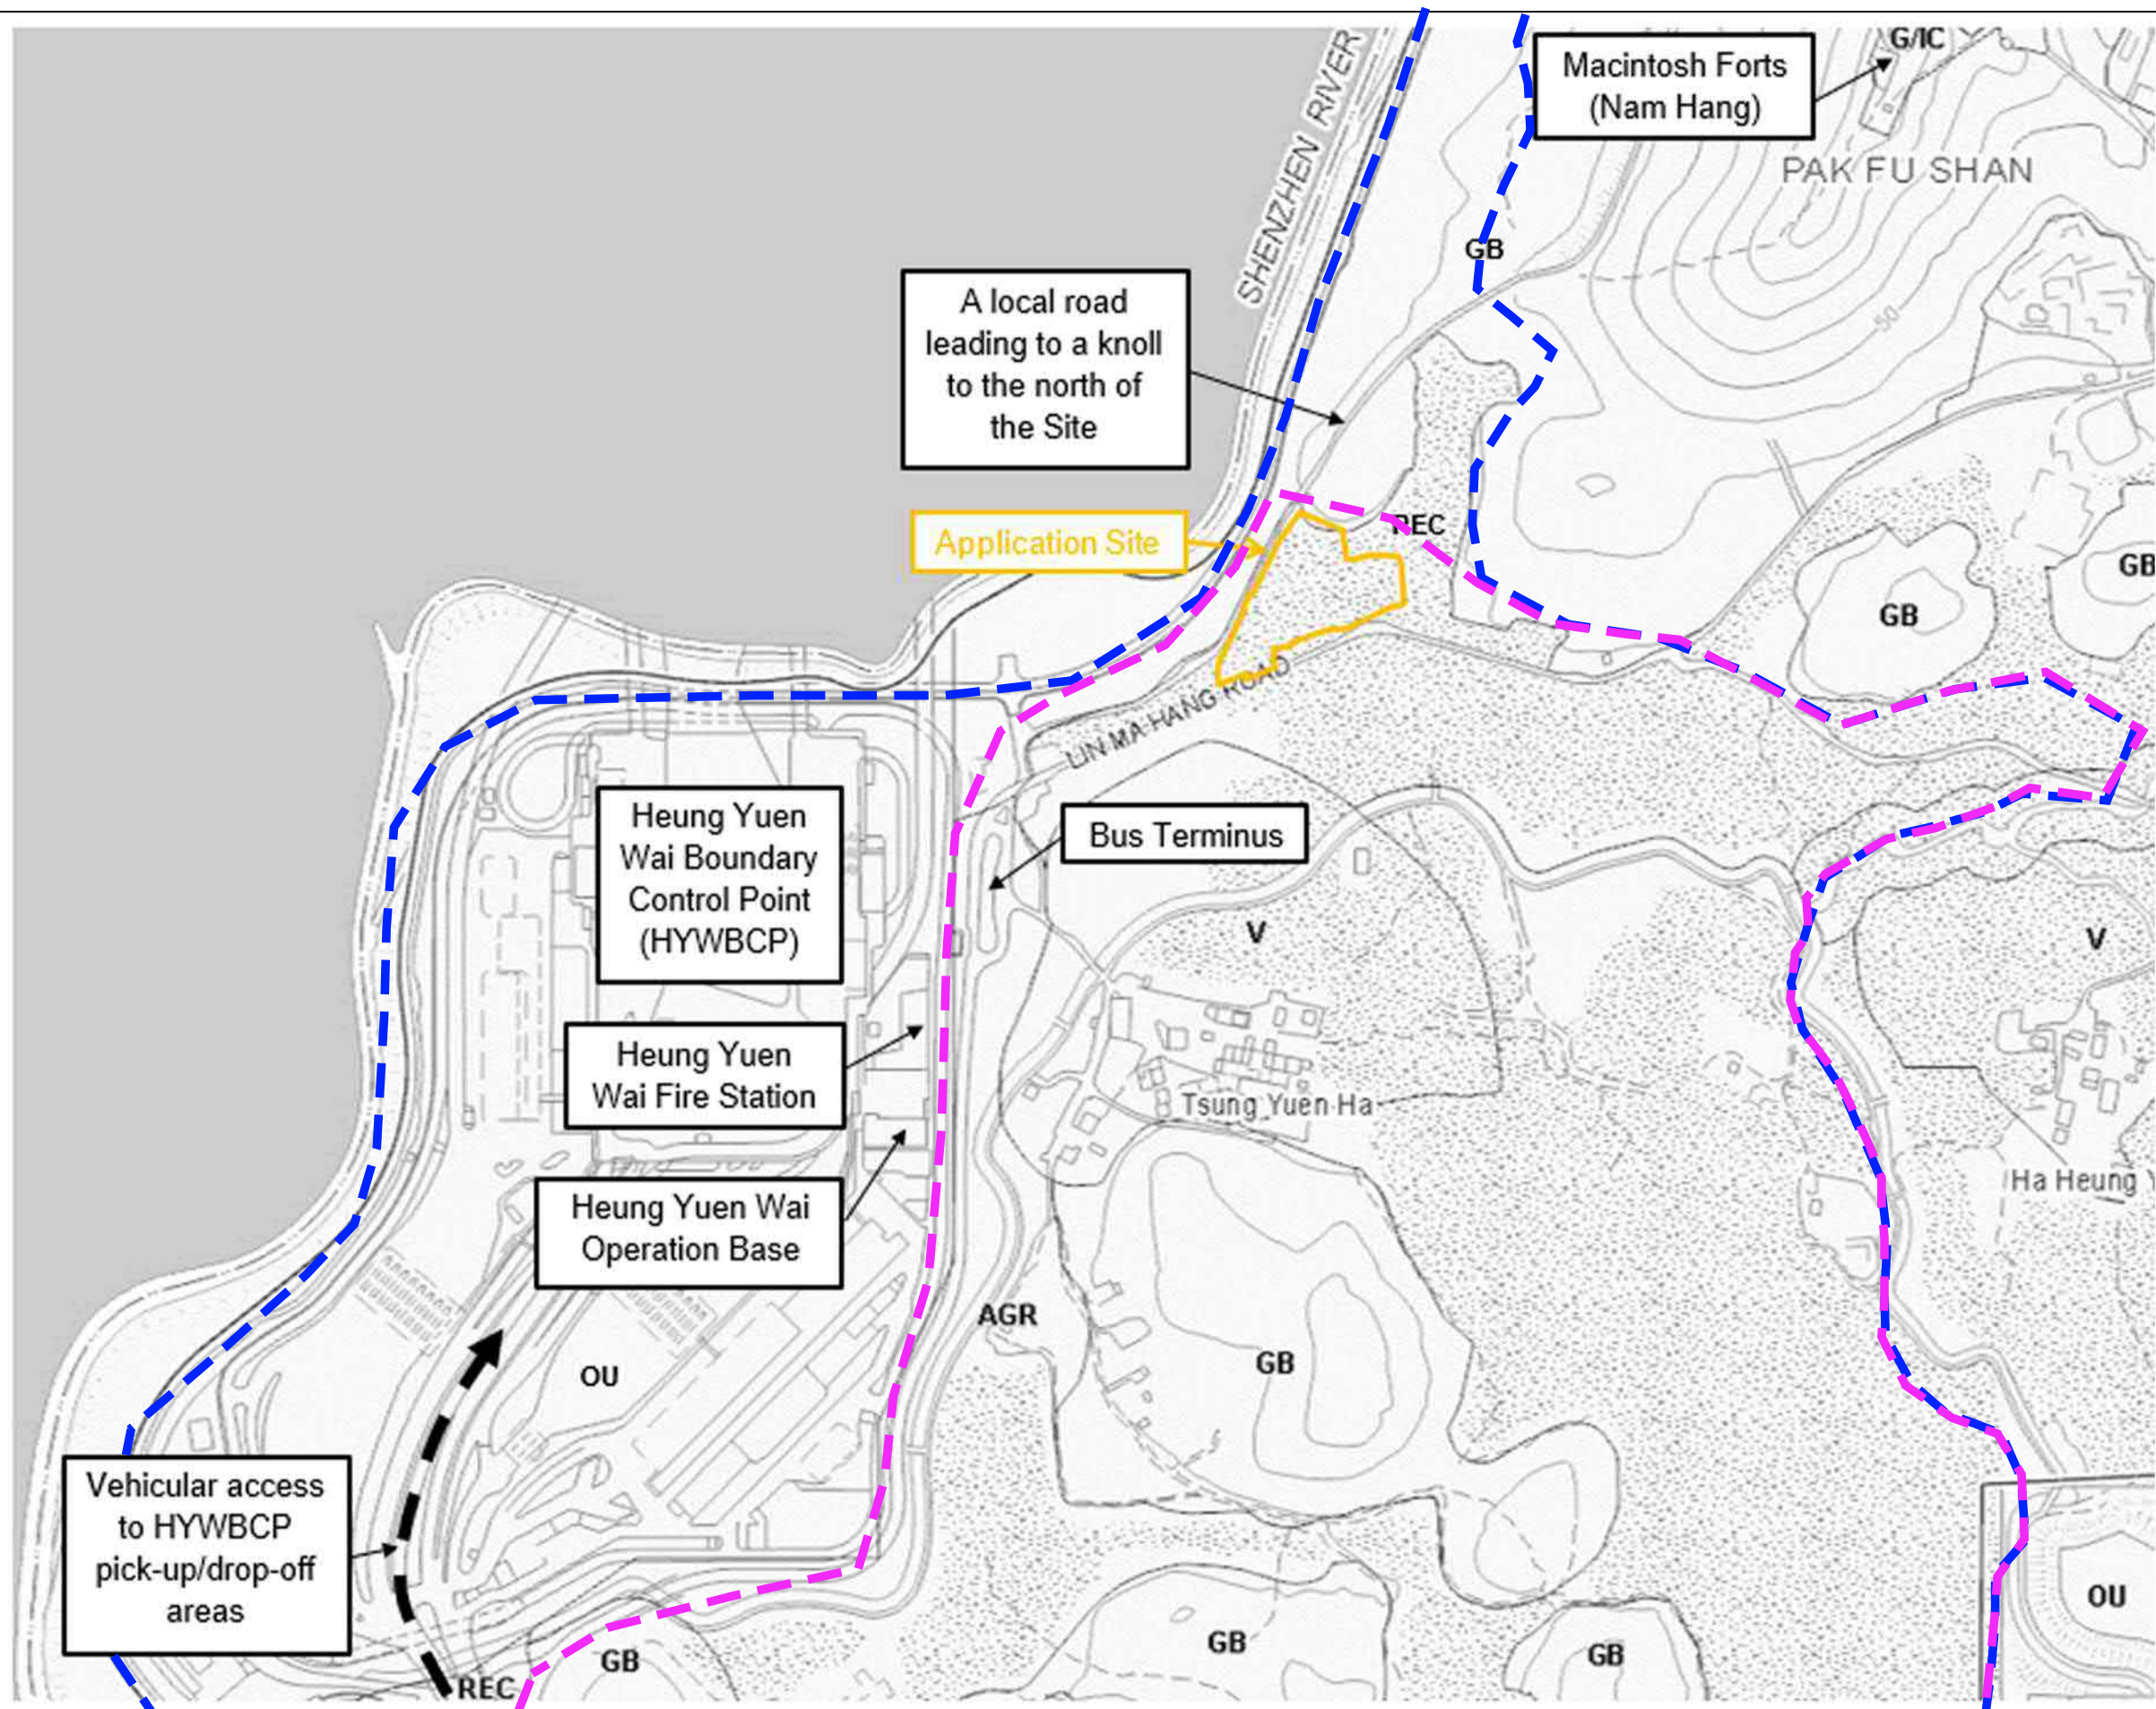 G/IC
Macintosh Forts
(Nam Hang)
SHENZHEN RIVER
PAK FU SHAN
GB
A local road
leading to a knoll
to the north of
the Site
50
REC
Application Site
GB
GB
LIN MA HANG ROAD
Heung Yuen
Wai Boundary
Control Point
(HYWBCP)
Bus Terminus
V
V
Heung Yuen
Wai Fire Station
Tsung Yuen Ha
Ha Heung
Heung Yuen Wai
Operation Base
AGR
GB
OU
Vehicular access
to HYWBCP
pick-up/drop-off
areas
OU
GB
GB
GB
REC